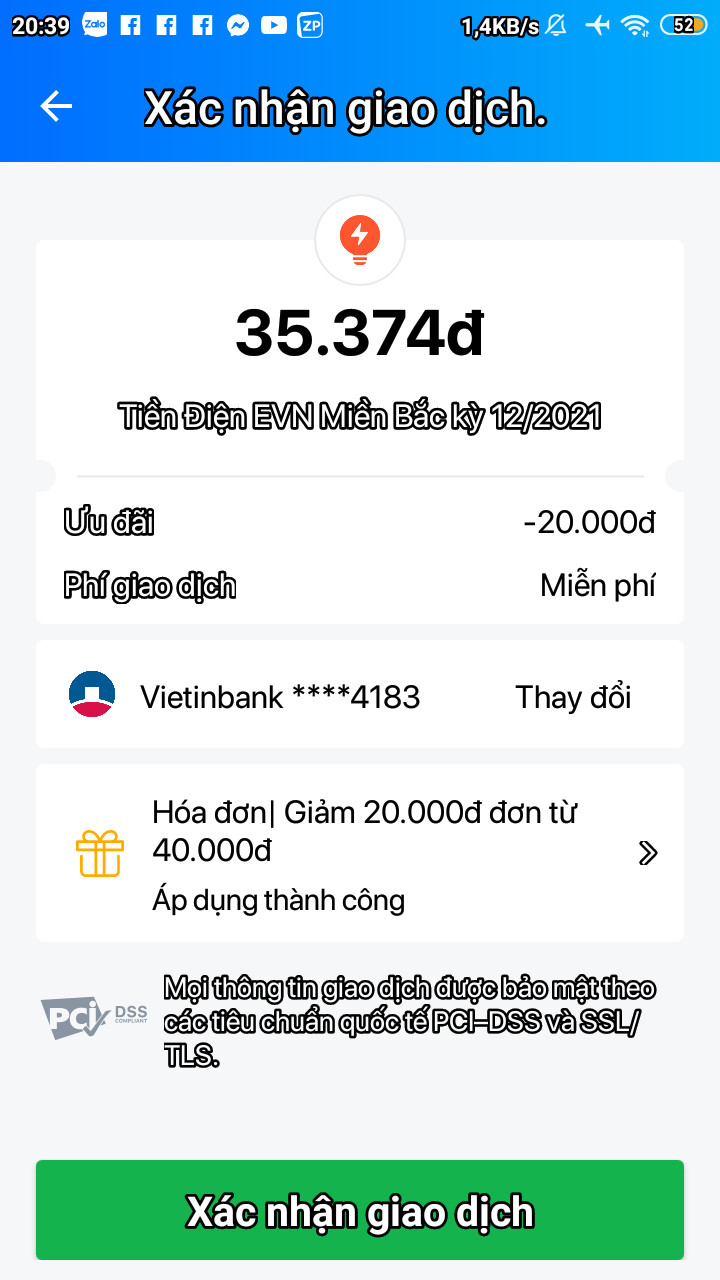 20:39 Zalo ZP 1,4KB/s 52
Xác nhận giao dịch.
35.374đ
Tiền Điện EVN Miền Bắc kỳ 12/2021
Ưu đãi -20.000đ
Phí giao dịch Miễn phí
Vietinbank ****4183 Thay đổi
Hóa đơn| Giảm 20.000đ đơn từ
40.000đ
Áp dụng thành công
PCI DSS
COMPLIANT
Mọi thông tin giao dịch được bảo mật theo
các tiêu chuẩn quốc tế PCI-DSS và SSL/
TLS.
Xác nhận giao dịch